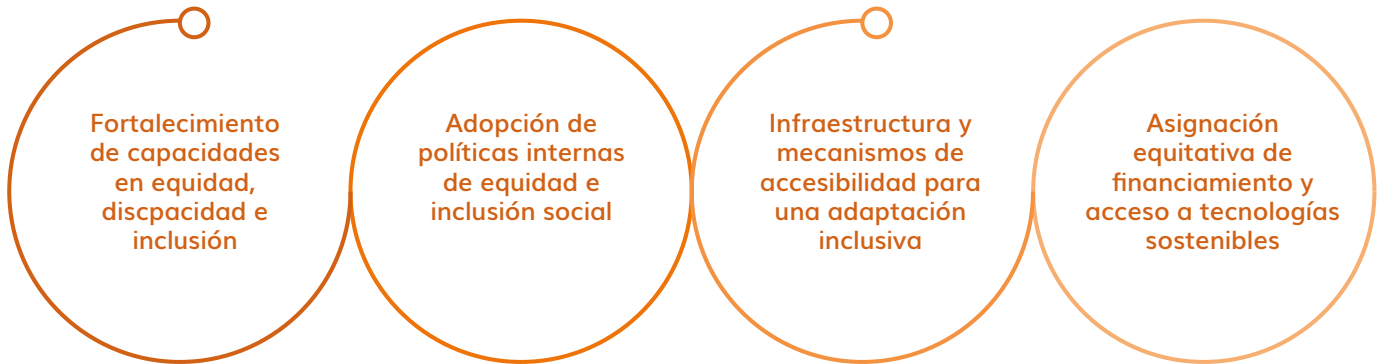 Fortalecimiento
de capacidades
en equidad,
discpacidad e
inclusión
Adopción de
políticas internas
de equidad e
inclusión social
Infraestructura y
mecanismos de
accesibilidad para
una adaptación
inclusiva
Asignación
equitativa de
financiamiento y
acceso a tecnologías
sostenibles